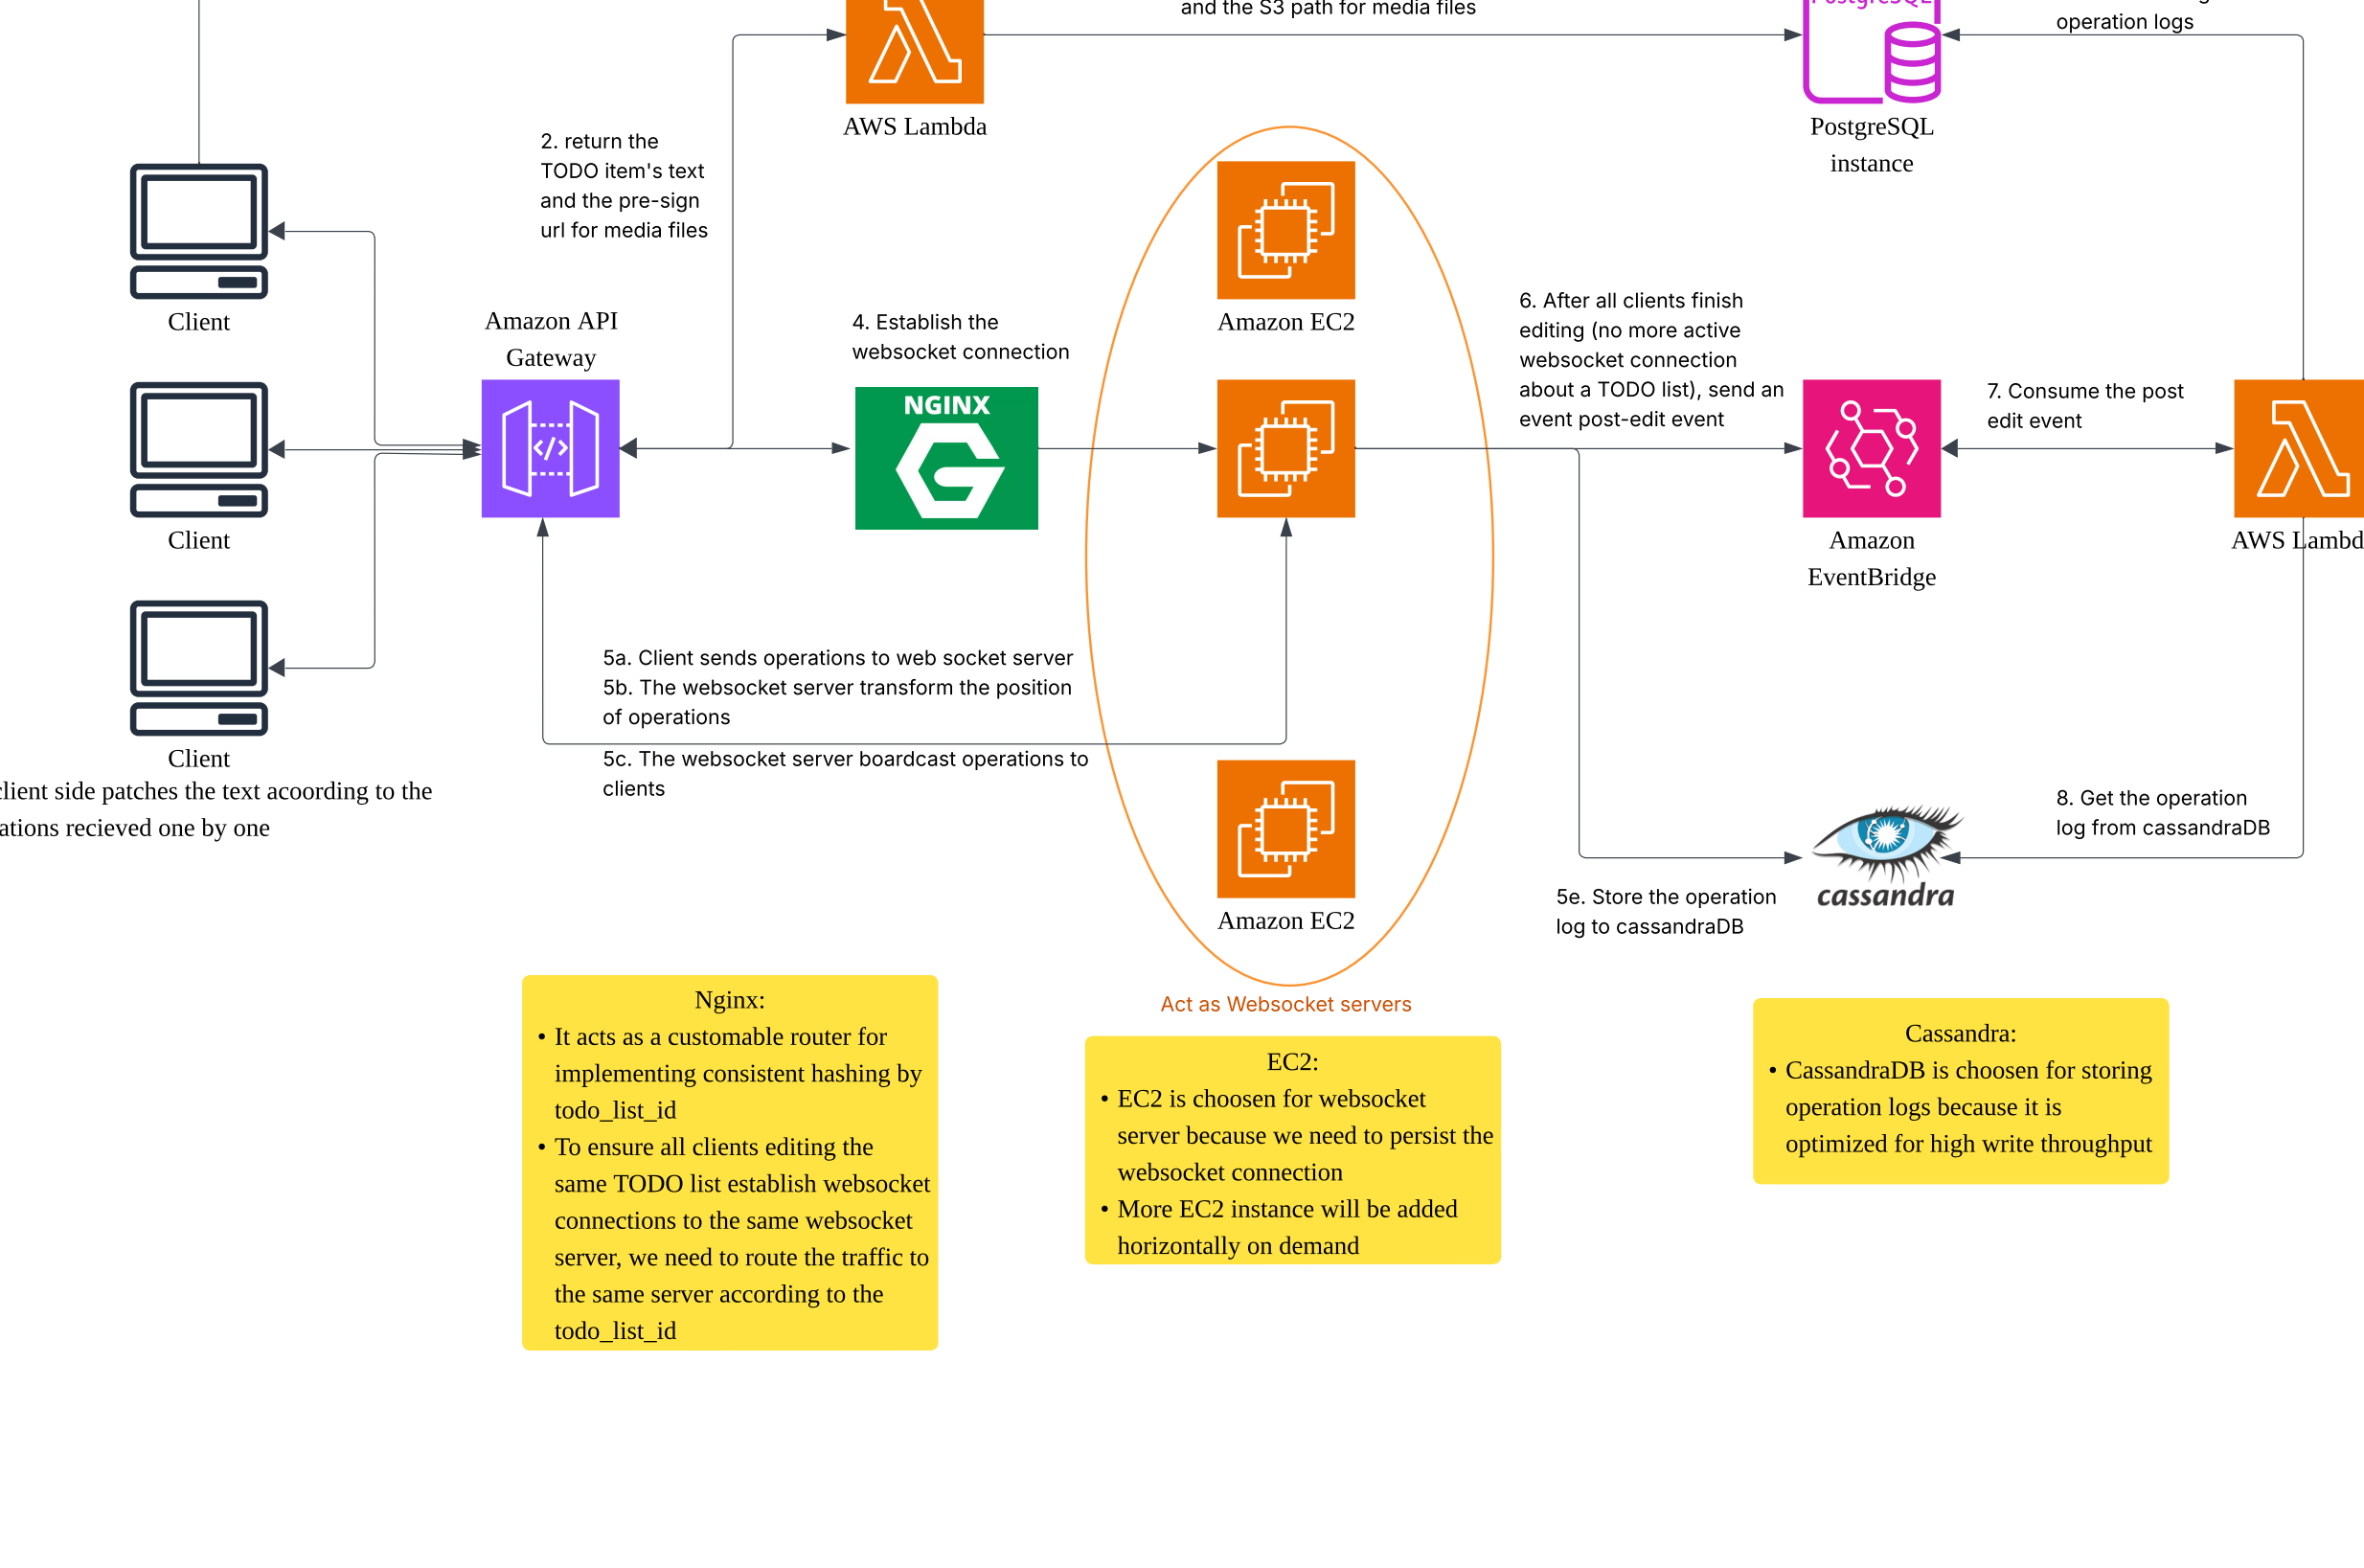 and the S3 path for media files
PostgreSQL
operation logs
AWS Lambda
PostgreSQL
instance
2. return the
TODO item's text
and the pre-sign
url for media files
Client
Amazon API
Gateway
4. Establish the
websocket connection
NGINX
Amazon EC2
6. After all clients finish
editing (no more active
websocket connection
about a TODO list), send an
event post-edit event
7. Consume the post
edit event
Client
Amazon
EventBridge
AWS Lambd
5a. Client sends operations to web socket server
5b. The websocket server transform the position
of operations
5c. The websocket server boardcast operations to
clients
Client
client side patches the text acoording to the
ations recieved one by one
Amazon EC2
8. Get the operation
log from cassandraDB
cassandra
5e. Store the operation
log to cassandraDB
Act as Websocket servers
Nginx:
• It acts as a customable router for
implementing consistent hashing by
todo_list_id
• To ensure all clients editing the
same TODO list establish websocket
connections to the same websocket
server, we need to route the traffic to
the same server according to the
todo_list_id
EC2:
• EC2 is choosen for websocket
server because we need to persist the
websocket connection
• More EC2 instance will be added
horizontally on demand
Cassandra:
• CassandraDB is choosen for storing
operation logs because it is
optimized for high write throughput